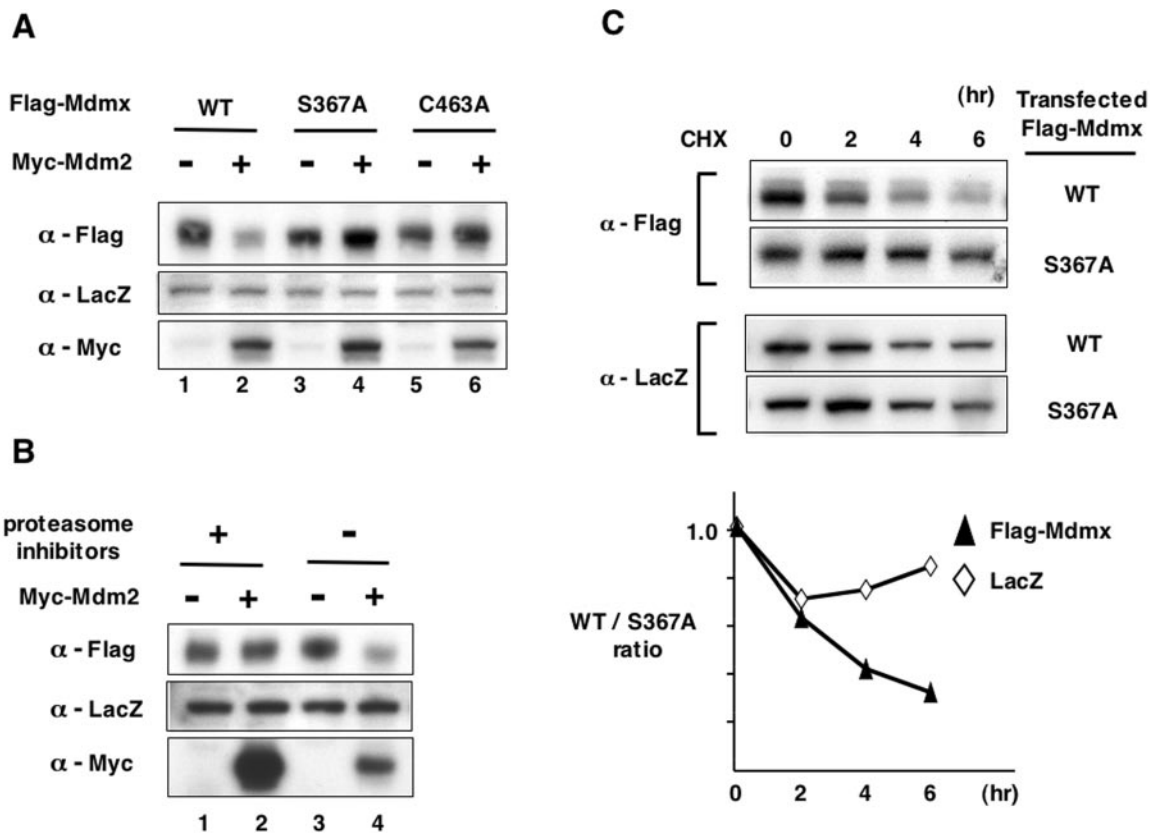 A
Flag-Mdmx WT S367A C463A
Myc-Mdm2 - + - + - +
α - Flag
α - LacZ
α - Myc
1 2 3 4 5 6
B
proteasome
inhibitors + -
Myc-Mdm2 - + - +
α - Flag
α - LacZ
α - Myc
1 2 3 4
C
(hr) Transfected
Flag-Mdmx
CHX 0 2 4 6
α - Flag
WT
S367A
α - LacZ
WT
S367A
1.0
Flag-Mdmx
LacZ
WT / S367A
ratio
0 2 4 6 (hr)